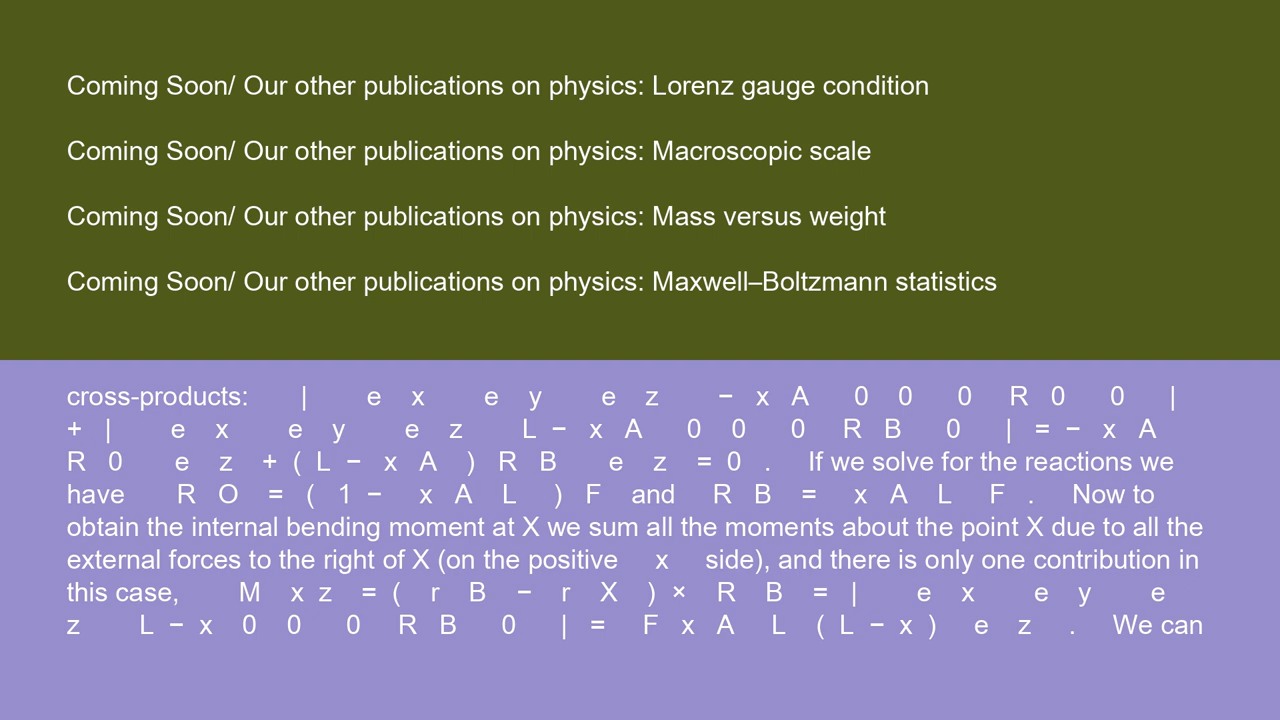 Coming Soon/ Our other publications on physics: Lorenz gauge condition
Coming Soon/ Our other publications on physics: Macroscopic scale
Coming Soon/ Our other publications on physics: Mass versus weight
Coming Soon/ Our other publications on physics: Maxwell–Boltzmann statistics
cross-products: | e x e y e z − x A 0 0 0 R 0 0 |
+ | e x e y e z L − x A 0 0 0 R B 0 | = − x A
R 0 e z + ( L − x A ) R B e z = 0 . If we solve for the reactions we
have R O = ( 1 − x A L ) F and R B = x A L F . Now to
obtain the internal bending moment at X we sum all the moments about the point X due to all the
external forces to the right of X (on the positive x side), and there is only one contribution in
this case, M x z = ( r B − r X ) × R B = | e x e y e
z L − x 0 0 0 R B 0 | = F x A L ( L − x ) e z . We can